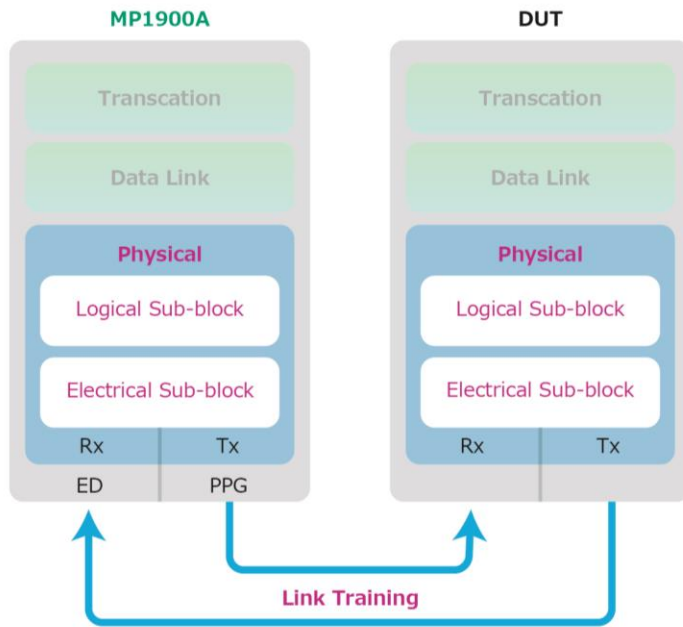 MP1900A
DUT
Transcation
Transcation
Data Link
Data Link
Physical
Physical
Logical Sub-block
Logical Sub-block
Electrical Sub-block
Electrical Sub-block
Rx
Tx
Rx
Tx
ED
PPG
Link Training